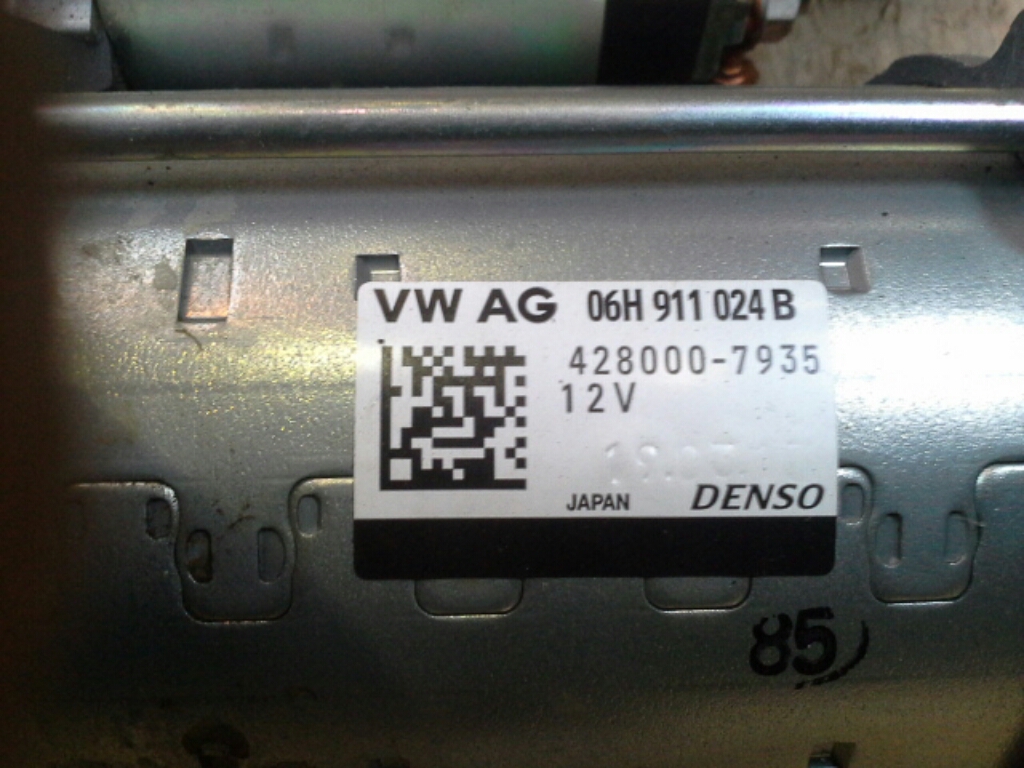 VW AG 06H 911 024 B
428000-7935
12V
JAPAN DENSO
85